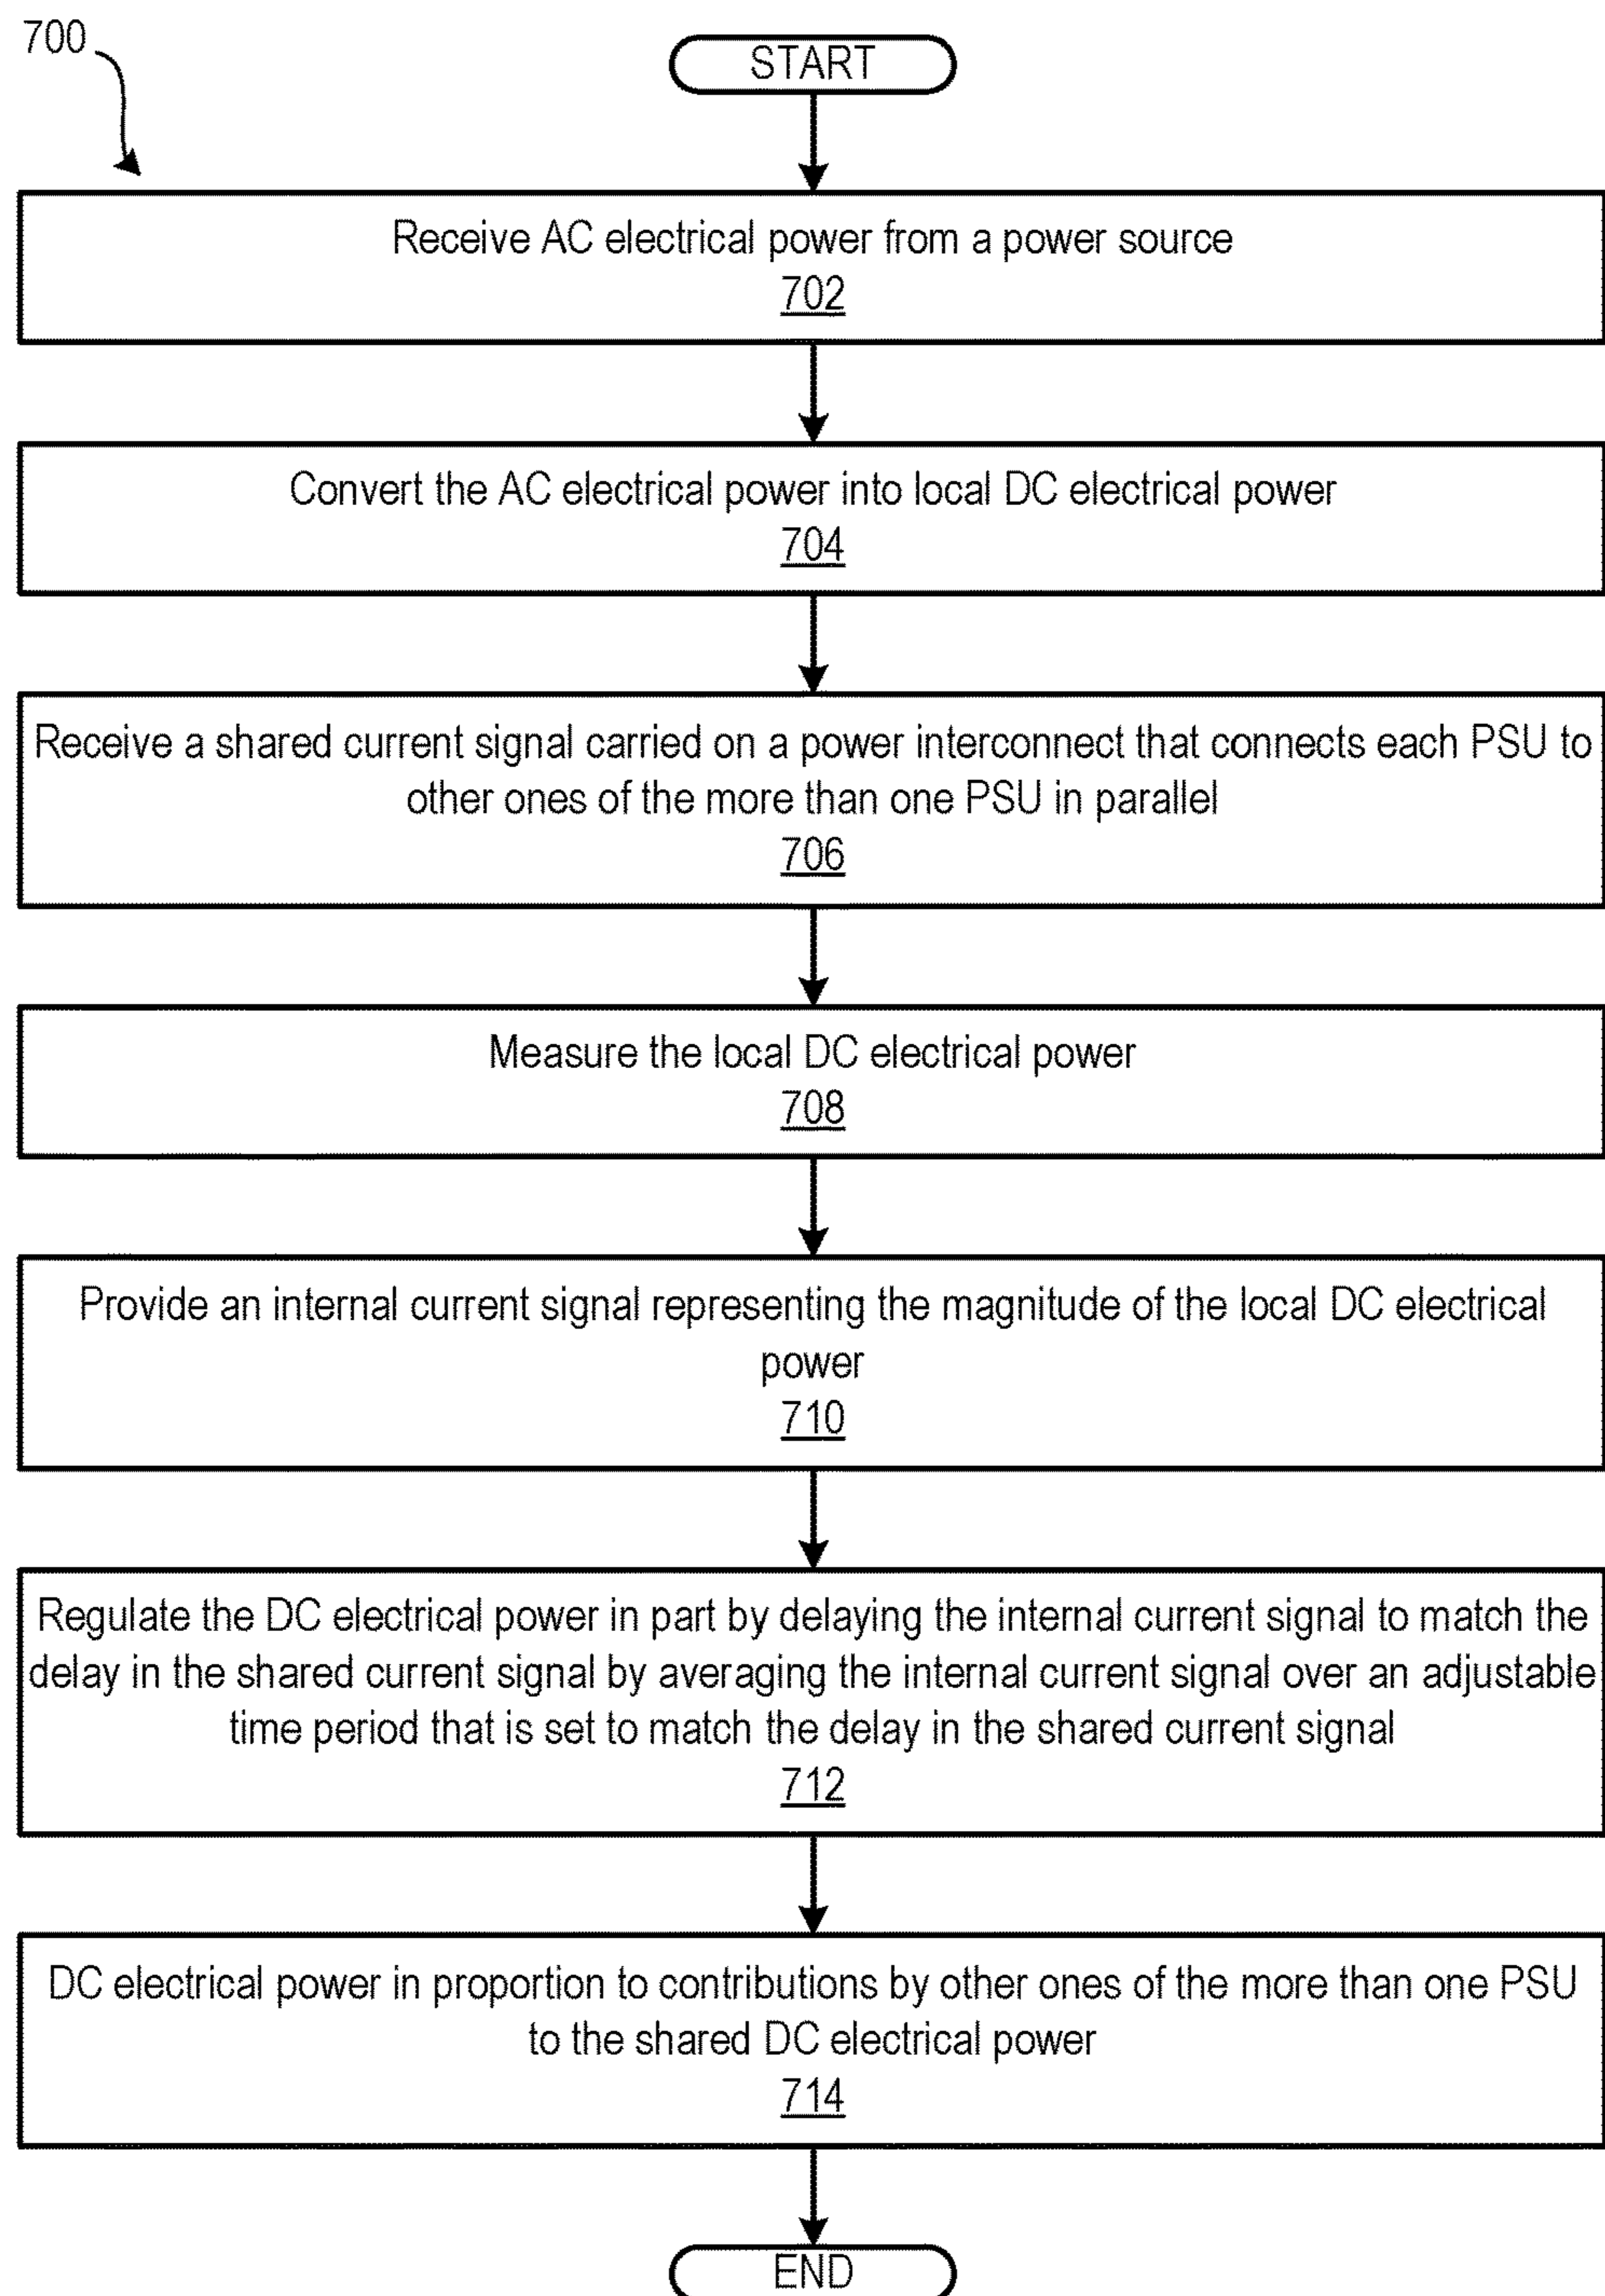 700
START
Receive AC electrical power from a power source
702
Convert the AC electrical power into local DC electrical power
704
Receive a shared current signal carried on a power interconnect that connects each PSU to
other ones of the more than one PSU in parallel
706
Measure the local DC electrical power
708
Provide an internal current signal representing the magnitude of the local DC electrical
power
710
Regulate the DC electrical power in part by delaying the internal current signal to match the
delay in the shared current signal by averaging the internal current signal over an adjustable
time period that is set to match the delay in the shared current signal
712
DC electrical power in proportion to contributions by other ones of the more than one PSU
to the shared DC electrical power
714
END